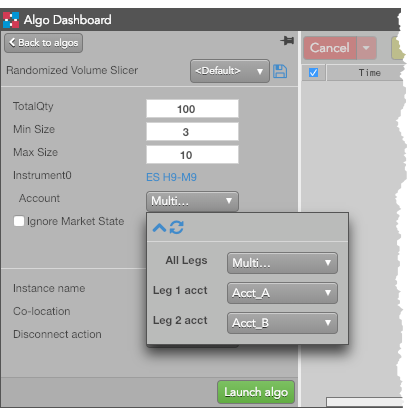 Algo Dashboard
Back to algos
Cancel
Randomized Volume Slicer <Default>
Time
TotalQty 100
Min Size 3
Max Size 10
Instrument0 ES H9-M9
Account Multi...
Ignore Market State
All Legs Multi...
Instance name
Leg 1 acct Acct_A
Co-location
Leg 2 acct Acct_B
Disconnect action
Launch algo